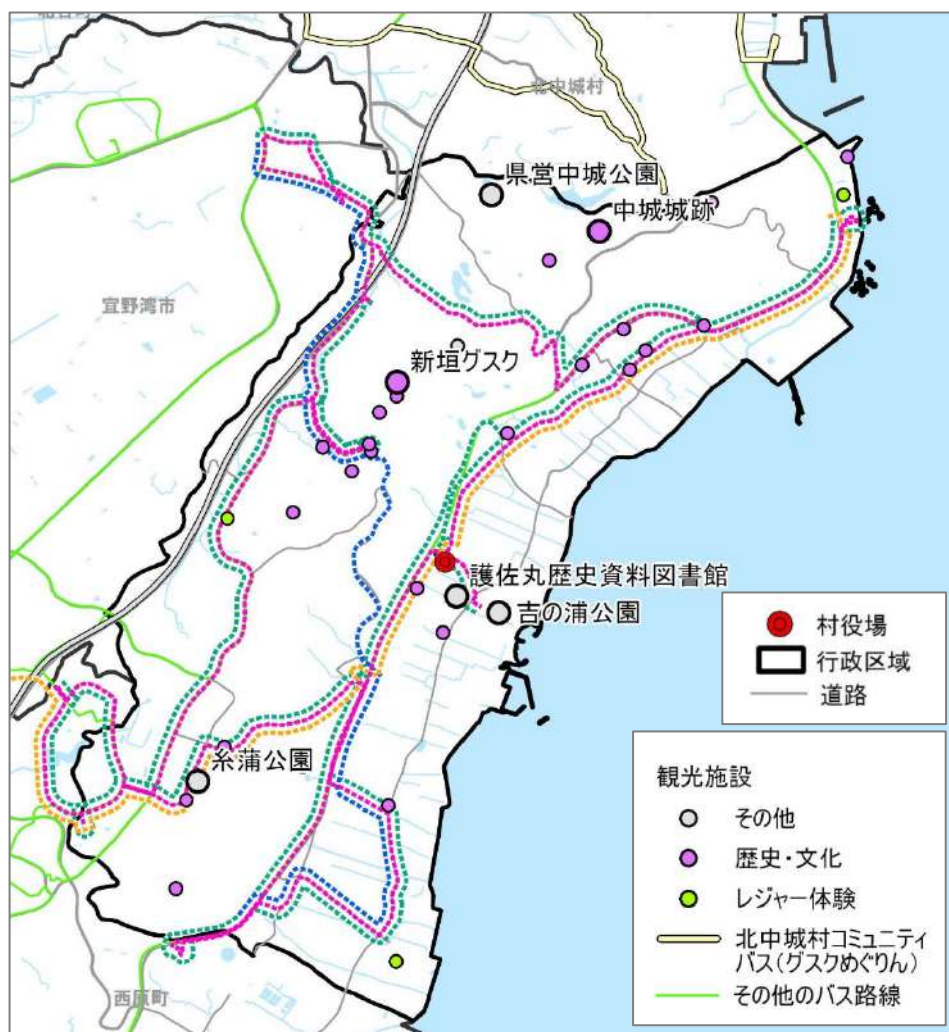 北中城村
県営中城公園
中城城跡
宜野湾市
新垣グスク
護佐丸歴史資料図書館
吉の浦公園
糸蒲公園
西原町
村役場
行政区域
道路
観光施設
その他
歴史・文化
レジャー体験
北中城村コミュニティ
バス(グスクめぐりん)
その他のバス路線